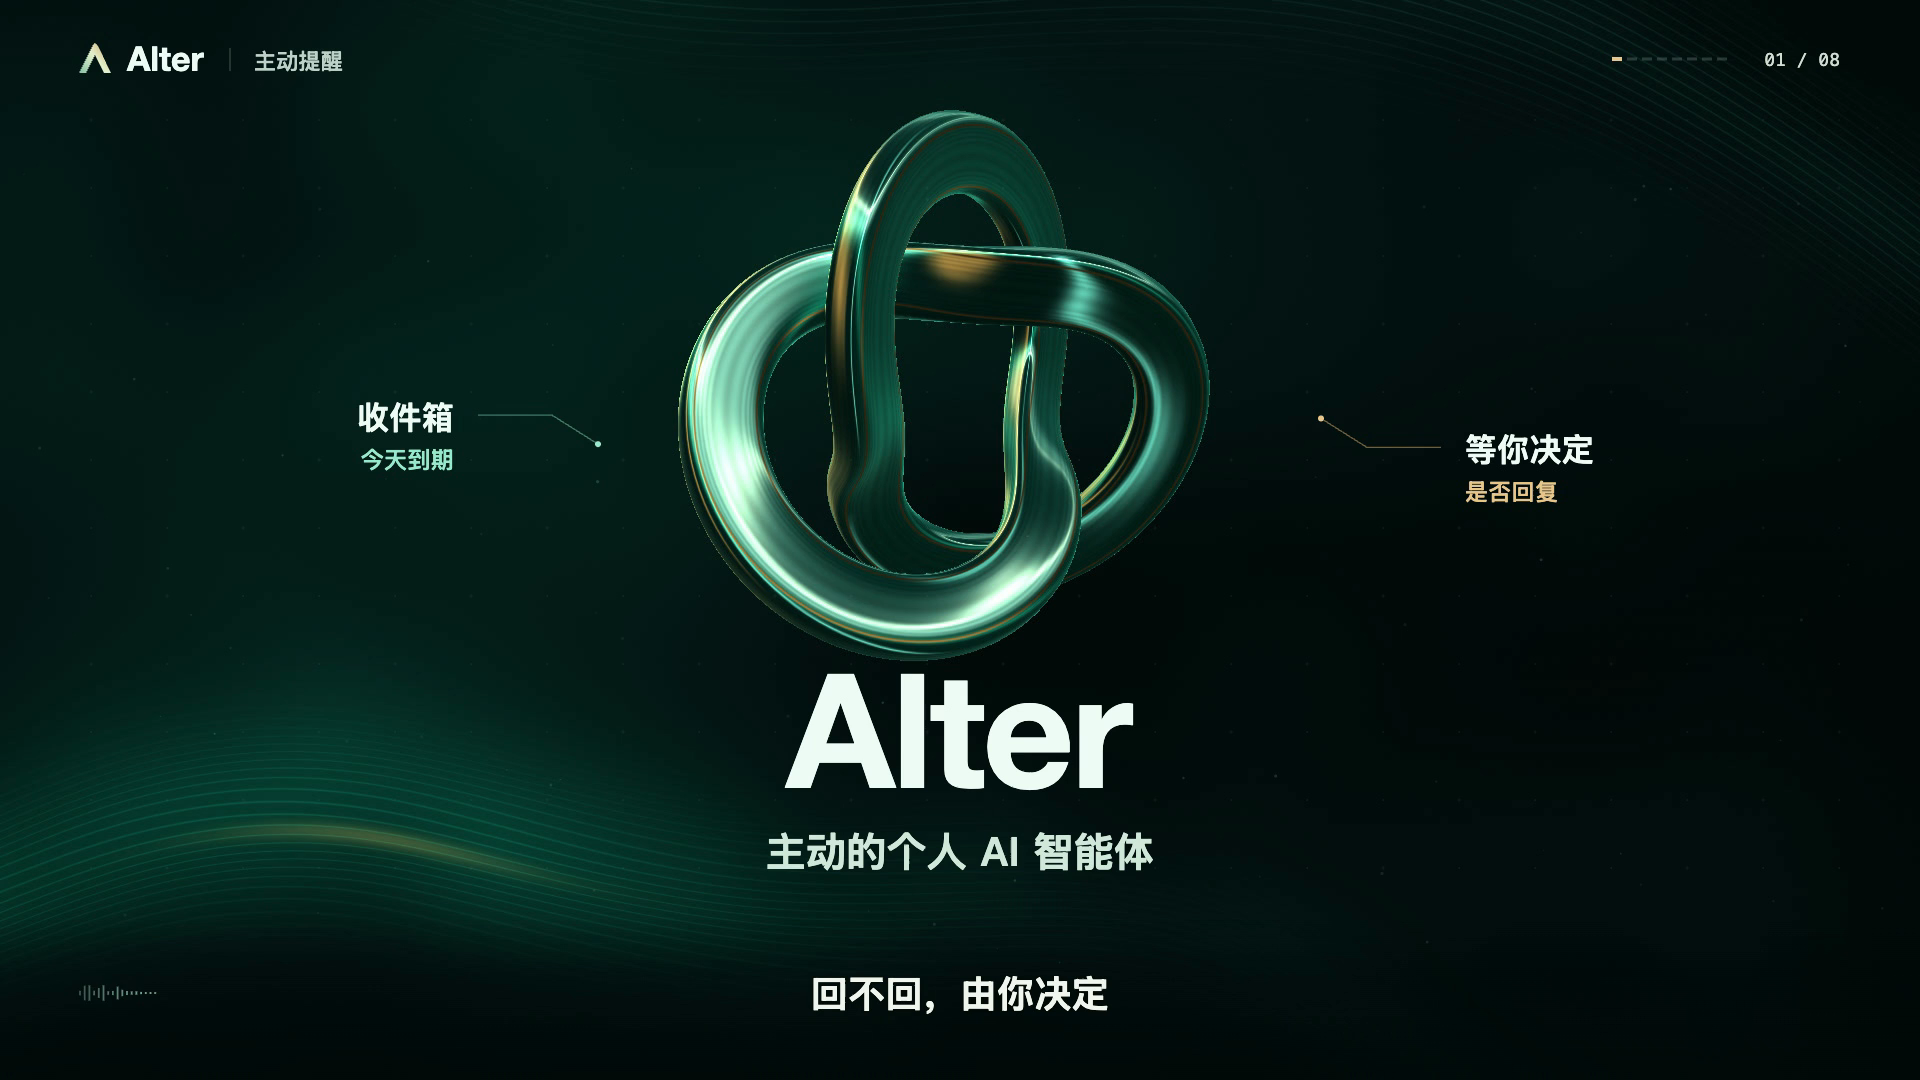 Alter
主动提醒
01 / 08
收件箱
今天到期
等你决定
是否回复
Alter
主动的个人 AI 智能体
回不回，由你决定